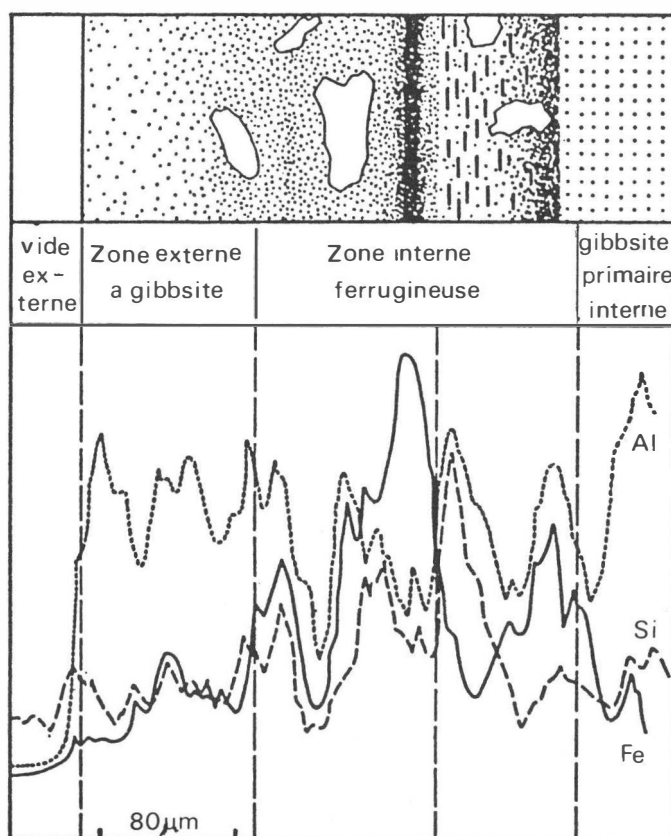 vide
ex-
terne
Zone externe
a gibbsite
Zone interne
ferrugineuse
gibbsite
primaire
interne
Al
Si
Fe
80µm